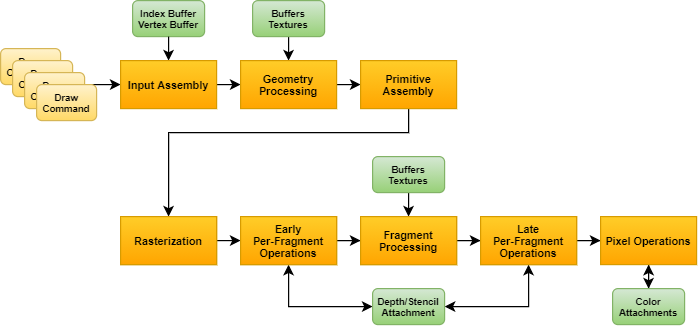 Index Buffer
Vertex Buffer
Buffers
Textures
Draw
Command
Input Assembly
Geometry
Processing
Primitive
Assembly
Buffers
Textures
Rasterization
Early
Per-Fragment
Operations
Fragment
Processing
Late
Per-Fragment
Operations
Pixel Operations
Depth/Stencil
Attachment
Color
Attachments